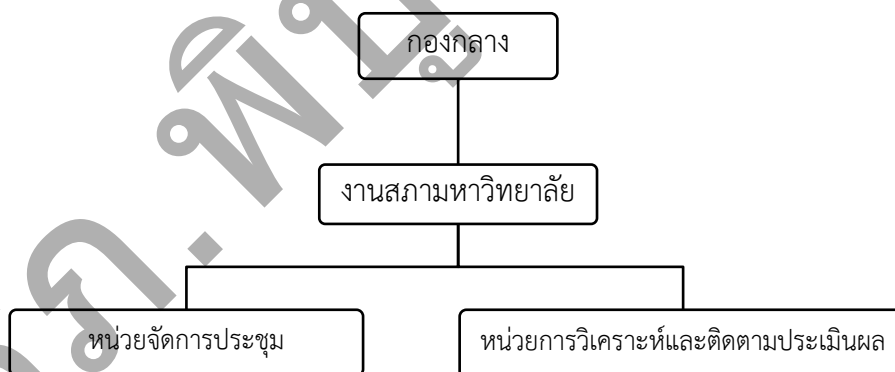 กองกลาง
งานสภามหาวิทยาลัย
หน่วยจัดการประชุม
หน่วยการวิเคราะห์และติดตามประเมินผล